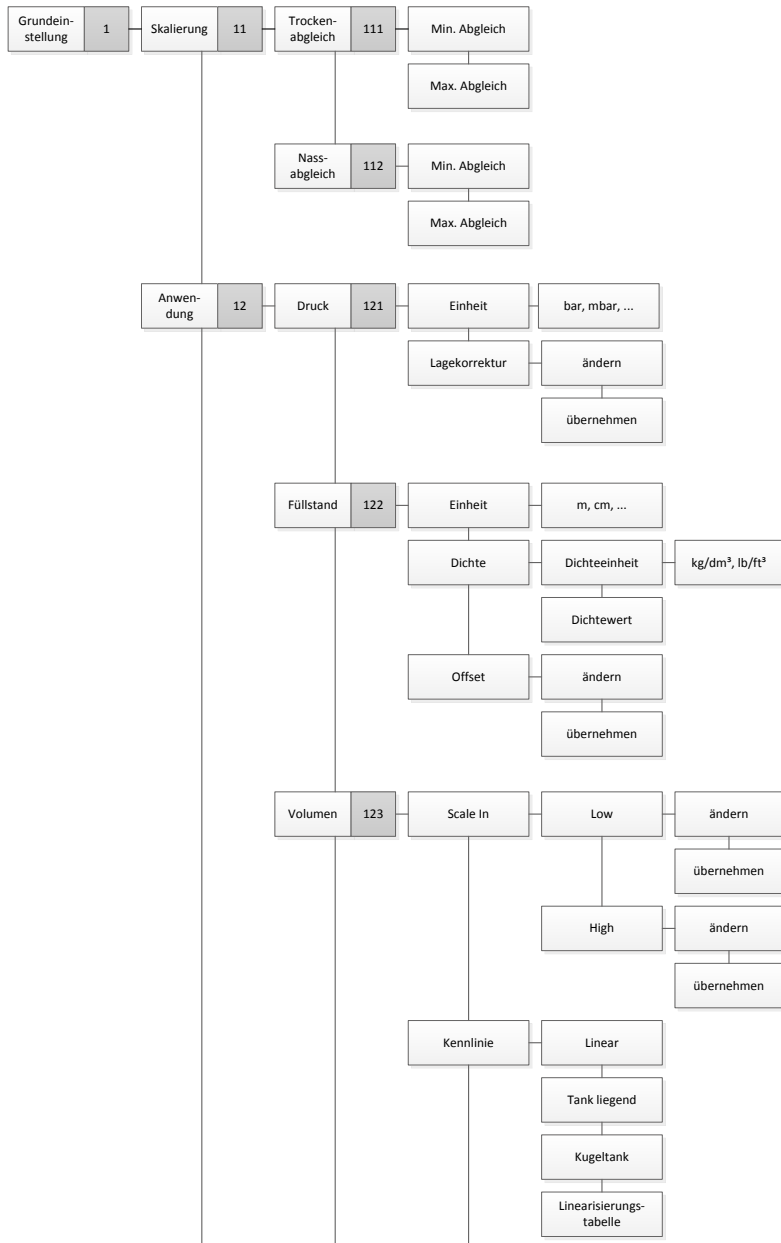 Grundein-
stellung
1
Skalierung
11
Trocken-
abgleich
111
Min. Abgleich
Max. Abgleich
Nass-
abgleich
112
Min. Abgleich
Max. Abgleich
Anwen-
dung
12
Druck
121
Einheit
bar, mbar, ...
Lagekorrektur
ändern
übernehmen
Füllstand
122
Einheit
m, cm, ...
Dichte
Dichteeinheit
kg/dm³, lb/ft³
Dichtewert
Offset
ändern
übernehmen
Volumen
123
Scale In
Low
ändern
übernehmen
High
ändern
übernehmen
Kennlinie
Linear
Tank liegend
Kugeltank
Linearisierungs-
tabelle